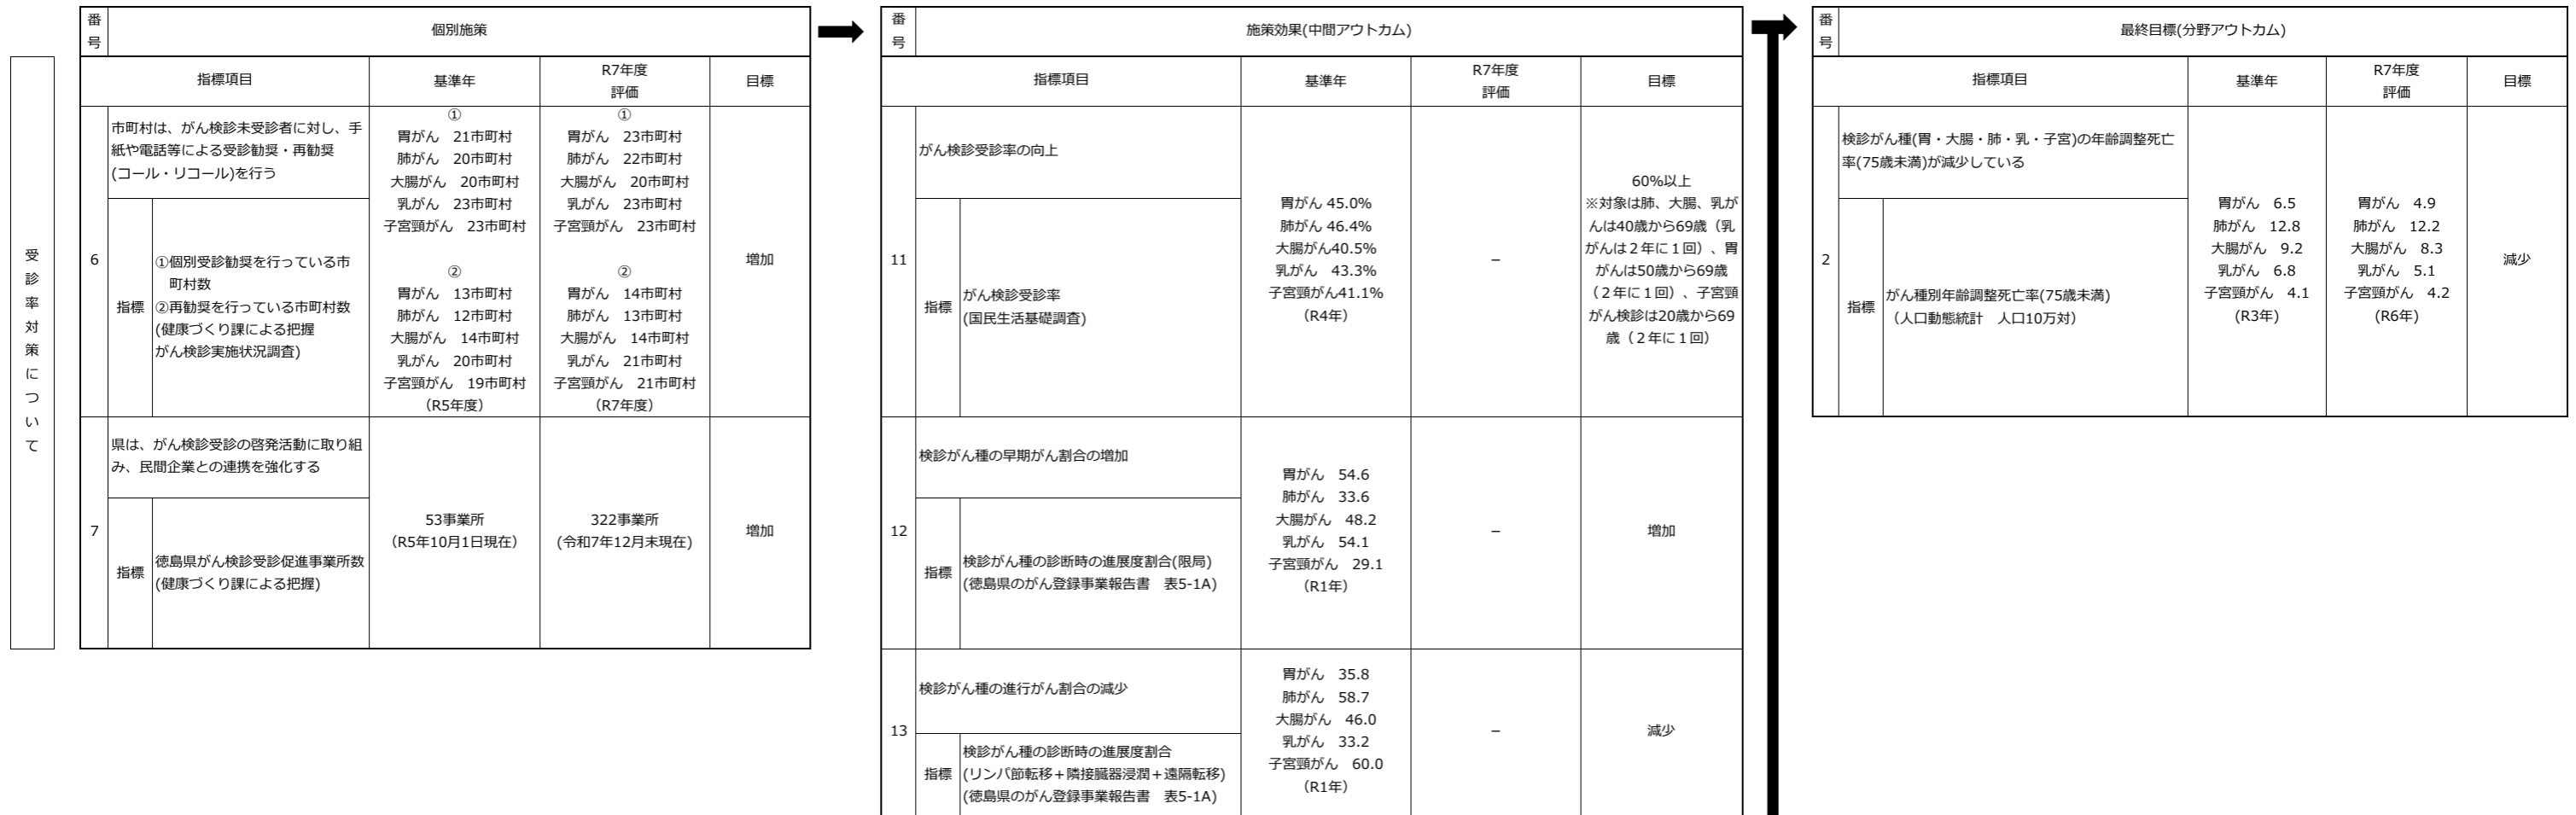 受診率対策について
番号
個別施策
指標項目
基準年
R7年度
評価
目標
6
市町村は、がん検診未受診者に対し、手
紙や電話等による受診勧奨・再勧奨
(コール・リコール)を行う
指標
①個別受診勧奨を行っている市
町村数
②再勧奨を行っている市町村数
(健康づくり課による把握
がん検診実施状況調査)
①
胃がん　21市町村
肺がん　20市町村
大腸がん　20市町村
乳がん　23市町村
子宮頸がん　23市町村
②
胃がん　13市町村
肺がん　12市町村
大腸がん　14市町村
乳がん　20市町村
子宮頸がん　19市町村
（R5年度）
①
胃がん　23市町村
肺がん　22市町村
大腸がん　20市町村
乳がん　23市町村
子宮頸がん　23市町村
②
胃がん　14市町村
肺がん　13市町村
大腸がん　14市町村
乳がん　21市町村
子宮頸がん　21市町村
（R7年度）
増加
7
県は、がん検診受診の啓発活動に取り組
み、民間企業との連携を強化する
指標
徳島県がん検診受診促進事業所数
(健康づくり課による把握)
53事業所
（R5年10月1日現在）
322事業所
(令和7年12月末現在)
増加
番号
施策効果(中間アウトカム)
指標項目
基準年
R7年度
評価
目標
11
がん検診受診率の向上
指標
がん検診受診率
(国民生活基礎調査)
胃がん 45.0%
肺がん 46.4%
大腸がん40.5%
乳がん　43.3%
子宮頸がん41.1%
（R4年）
－
60%以上
※対象は肺、大腸、乳が
んは40歳から69歳（乳
がんは２年に１回）、胃
がんは50歳から69歳
（２年に１回）、子宮頸
がん検診は20歳から69
歳（２年に１回）
12
検診がん種の早期がん割合の増加
指標
検診がん種の診断時の進展度割合(限局)
(徳島県のがん登録事業報告書　表5-1A)
胃がん　54.6
肺がん　33.6
大腸がん　48.2
乳がん　54.1
子宮頸がん　29.1
（R1年）
－
増加
13
検診がん種の進行がん割合の減少
指標
検診がん種の診断時の進展度割合
(リンパ節転移＋隣接臓器浸潤＋遠隔転移)
(徳島県のがん登録事業報告書　表5-1A)
胃がん　35.8
肺がん　58.7
大腸がん　46.0
乳がん　33.2
子宮頸がん　60.0
（R1年）
－
減少
番号
最終目標(分野アウトカム)
指標項目
基準年
R7年度
評価
目標
2
検診がん種(胃・大腸・肺・乳・子宮)の年齢調整死亡
率(75歳未満)が減少している
指標
がん種別年齢調整死亡率(75歳未満)
（人口動態統計　人口10万対）
胃がん　6.5
肺がん　12.8
大腸がん　9.2
乳がん　6.8
子宮頸がん　4.1
(R3年)
胃がん　4.9
肺がん　12.2
大腸がん　8.3
乳がん　5.1
子宮頸がん　4.2
(R6年)
減少